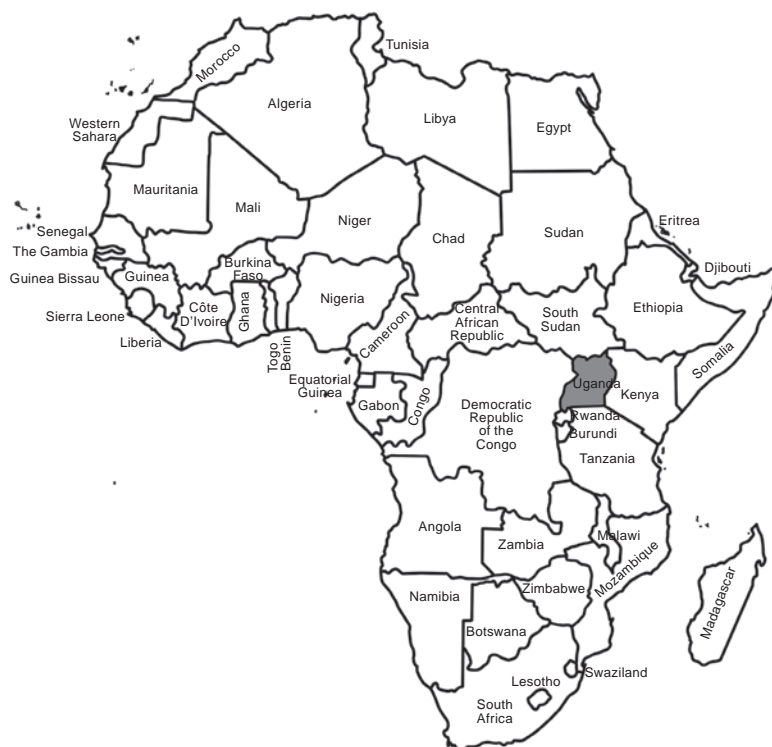 Tunisia
Morocco
Algeria
Libya
Egypt
Western
Sahara
Mauritania
Mali
Niger
Chad
Sudan
Eritrea
Senegal
The Gambia
Guinea Bissau
Guinea
Burkina
Faso
Djibouti
Nigeria
Ethiopia
Sierra Leone
Côte
D'Ivoire
Ghana
Togo
Benin
Cameroon
Central
African
Republic
South
Sudan
Liberia
Somalia
Equatorial
Guinea
Uganda
Kenya
Gabon
Congo
Democratic
Republic
of the
Congo
Rwanda
Burundi
Tanzania
Angola
Zambia
Malawi
Mozambique
Madagascar
Namibia
Zimbabwe
Botswana
Swaziland
Lesotho
South
Africa